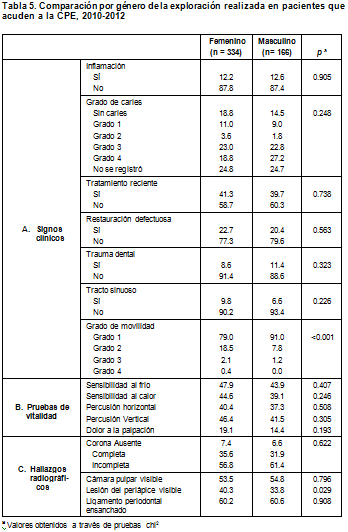 Tabla 5. Comparación por género de la exploración realizada en pacientes que
acuden a la CPE, 2010-2012
Femenino Masculino
(n = 334) (n= 166) p *
Inflamación
SÍ 12.2 12.6 0.905
No 87.8 87.4
Grado de caries
Sin caries 18.8 14.5 0.248
Grado 1 11.0 9.0
Grado 2 3.6 1.8
Grado 3 23.0 22.8
Grado 4 18.8 27.2
No se registró 24.8 24.7
Tratamiento reciente
SÍ 41.3 39.7 0.738
No 58.7 60.3
A. Signos clínicos
Restauración defectuosa
SÍ 22.7 20.4 0.563
No 77.3 79.6
Trauma dental
SÍ 8.6 11.4 0.323
No 91.4 88.6
Tracto sinuoso
SÍ 9.8 6.6 0.226
No 90.2 93.4
Grado de movilidad
Grado 1 79.0 91.0 <0.001
Grado 2 18.5 7.8
Grado 3 2.1 1.2
Grado 4 0.4 0.0
B. Pruebas de vitalidad
Sensibilidad al frío 47.9 43.9 0.407
Sensibilidad al calor 44.6 39.1 0.246
Percusión horizontal 40.4 37.3 0.508
Percusión Vertical 46.4 41.5 0.305
Dolor a la palpación 19.1 14.4 0.193
C. Hallazgos radiográficos
Corona Ausente 7.4 6.6 0.622
Completa 35.6 31.9
Incompleta 56.8 61.4
Cámara pulpar visible 53.5 54.8 0.796
Lesión del periápice visible 40.3 33.8 0.029
Ligamento periodontal ensanchado 60.2 60.6 0.908
* Valores obtenidos a través de pruebas chi²